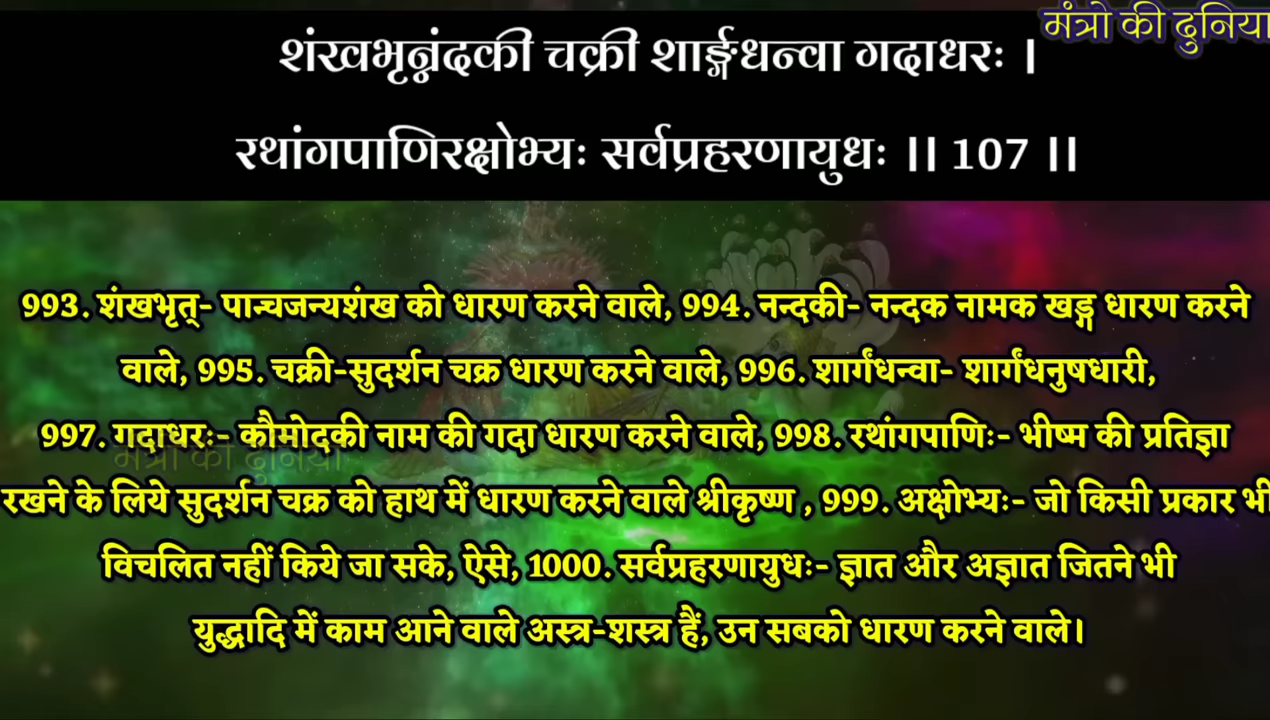 मंत्रो की दुनिया
शंखभृन्नंदकी चक्री शार्ङ्गधन्वा गदाधरः ।
रथांगपाणिरक्षोभ्यः सर्वप्रहरणायुधः ।। 107 ।।
993. शंखभृत्- पान्चजन्यशंख को धारण करने वाले, 994. नन्दकी- नन्दक नामक खड्ग धारण करने
वाले, 995. चक्री-सुदर्शन चक्र धारण करने वाले, 996. शार्गंधन्वा- शार्गंधनुषधारी,
997. गदाधरः- कौमोदकी नाम की गदा धारण करने वाले, 998. रथांगपाणिः- भीष्म की प्रतिज्ञा
मंत्रो की दुनिया
रखने के लिये सुदर्शन चक्र को हाथ में धारण करने वाले श्रीकृष्ण , 999. अक्षोभ्यः- जो किसी प्रकार भी
विचलित नहीं किये जा सके, ऐसे, 1000. सर्वप्रहरणायुधः- ज्ञात और अज्ञात जितने भी
युद्धादि में काम आने वाले अस्त्र-शस्त्र हैं, उन सबको धारण करने वाले।